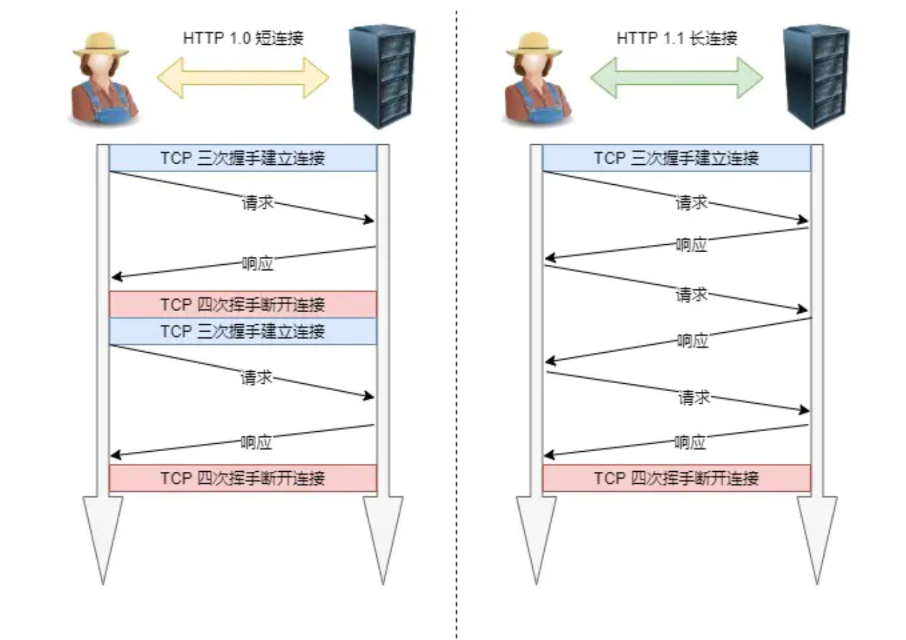 HTTP 1.0 短连接
TCP 三次握手建立连接
请求
响应
TCP 四次挥手断开连接
TCP 三次握手建立连接
请求
响应
TCP 四次挥手断开连接
HTTP 1.1 长连接
TCP 三次握手建立连接
请求
响应
请求
响应
请求
响应
TCP 四次挥手断开连接